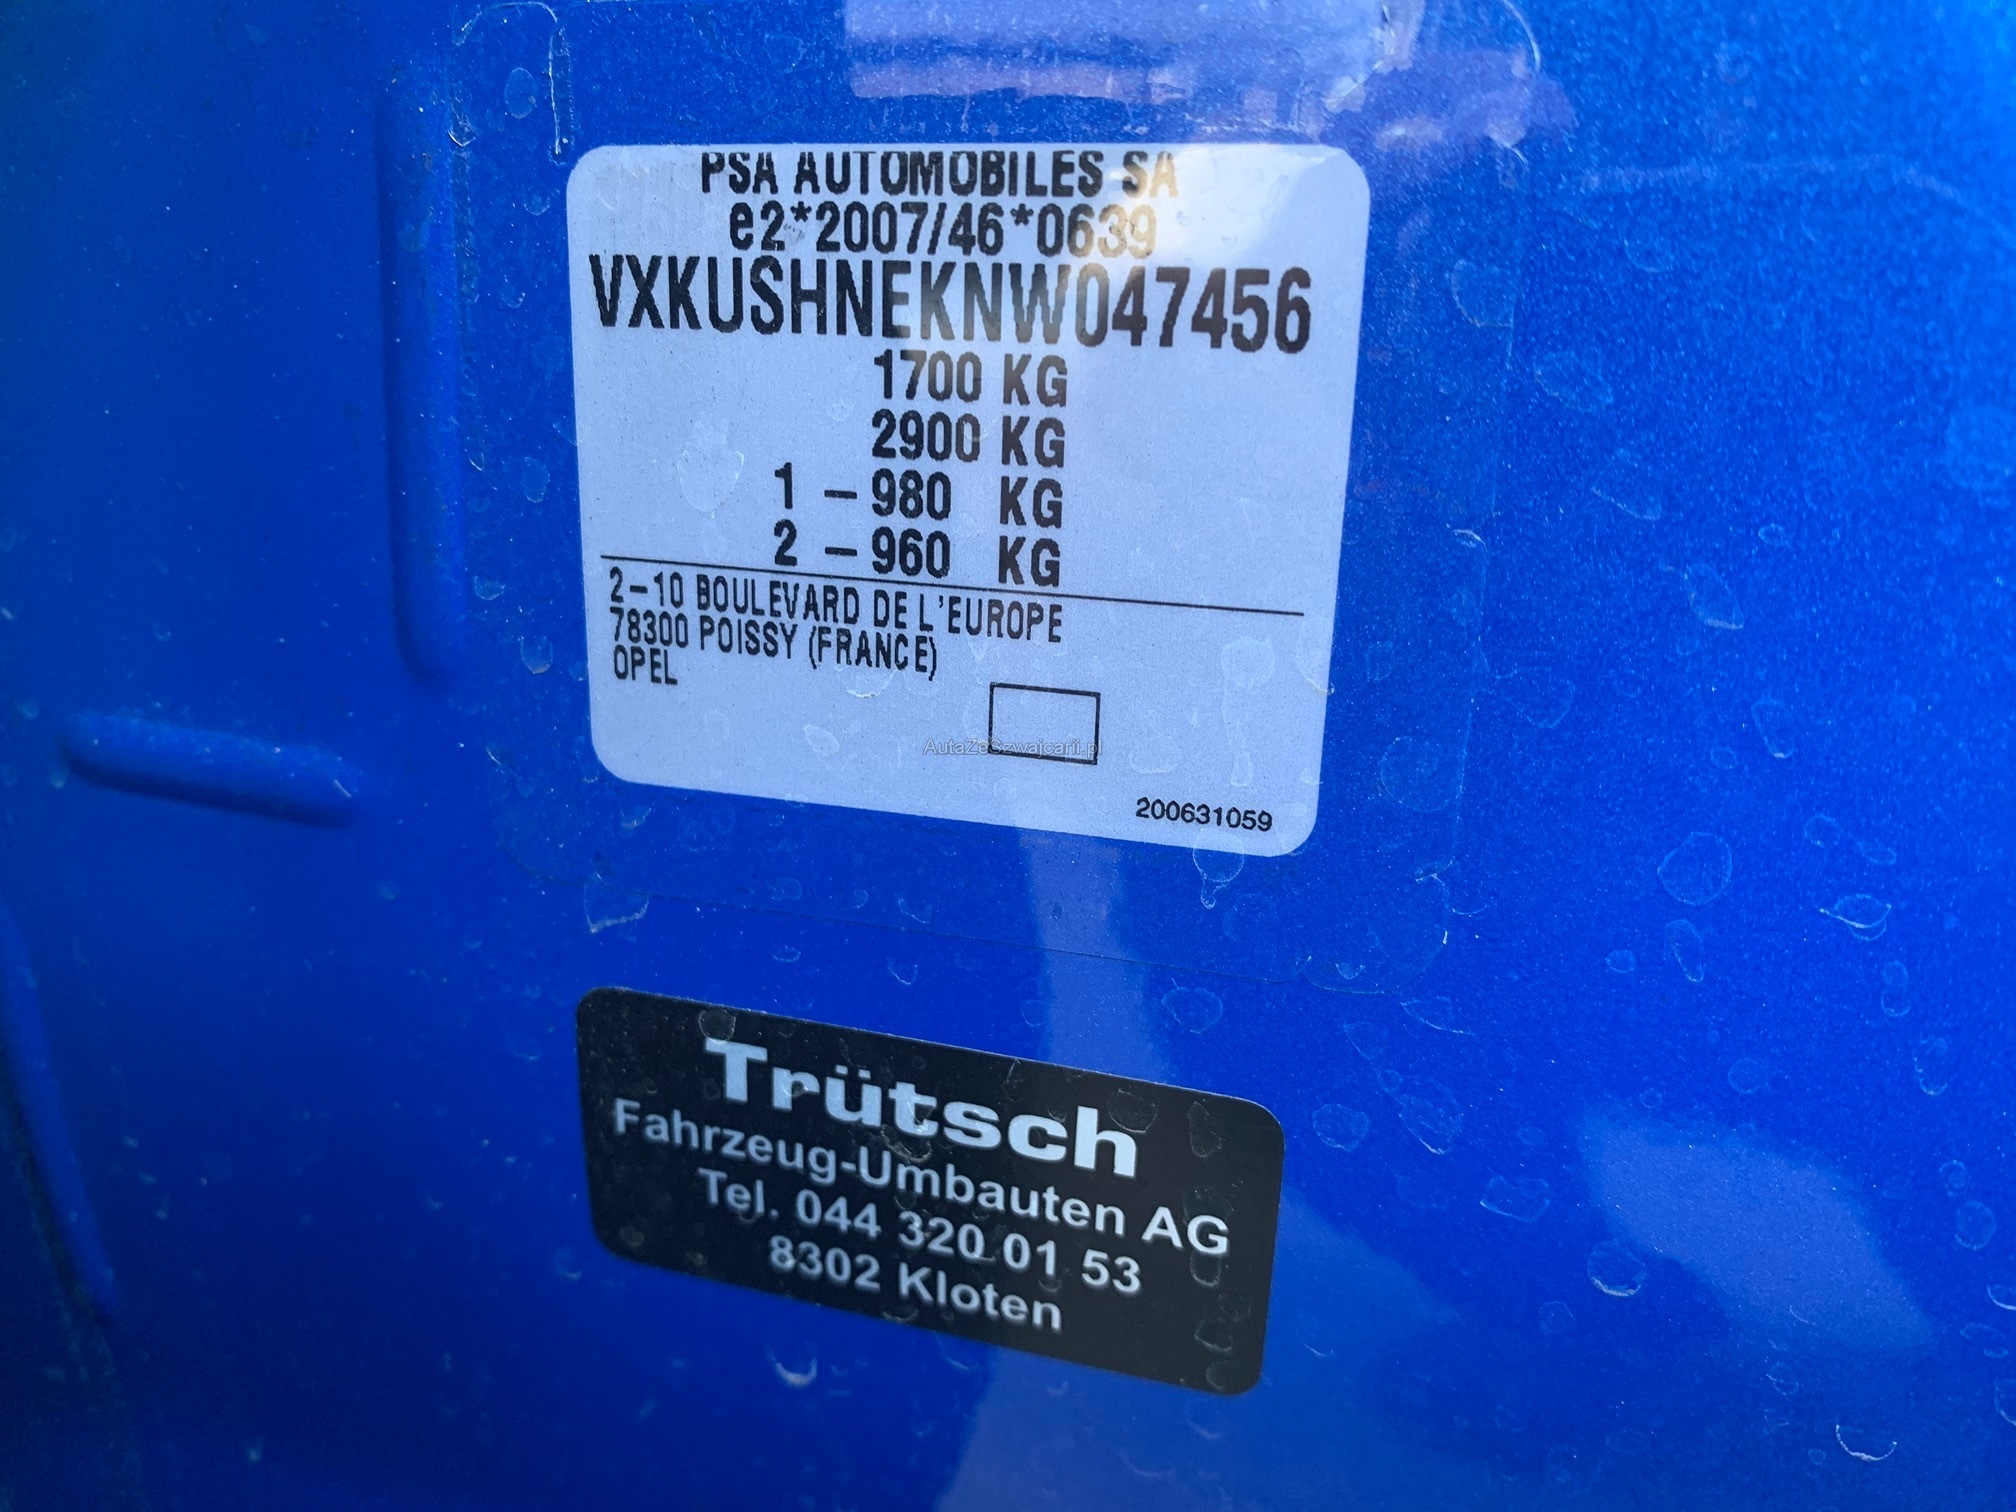 PSA AUTOMOBILES SA
e2*2007/46*0639
VXKUSHNEKNW047456
1700 KG
2900 KG
1 – 980 KG
2 – 960 KG
2–10 BOULEVARD DE L'EUROPE
78300 POISSY (FRANCE)
OPEL
AutaZeSzwajcarii.pl
200631059
Trütsch
Fahrzeug-Umbauten AG
Tel. 044 320 01 53
8302 Kloten